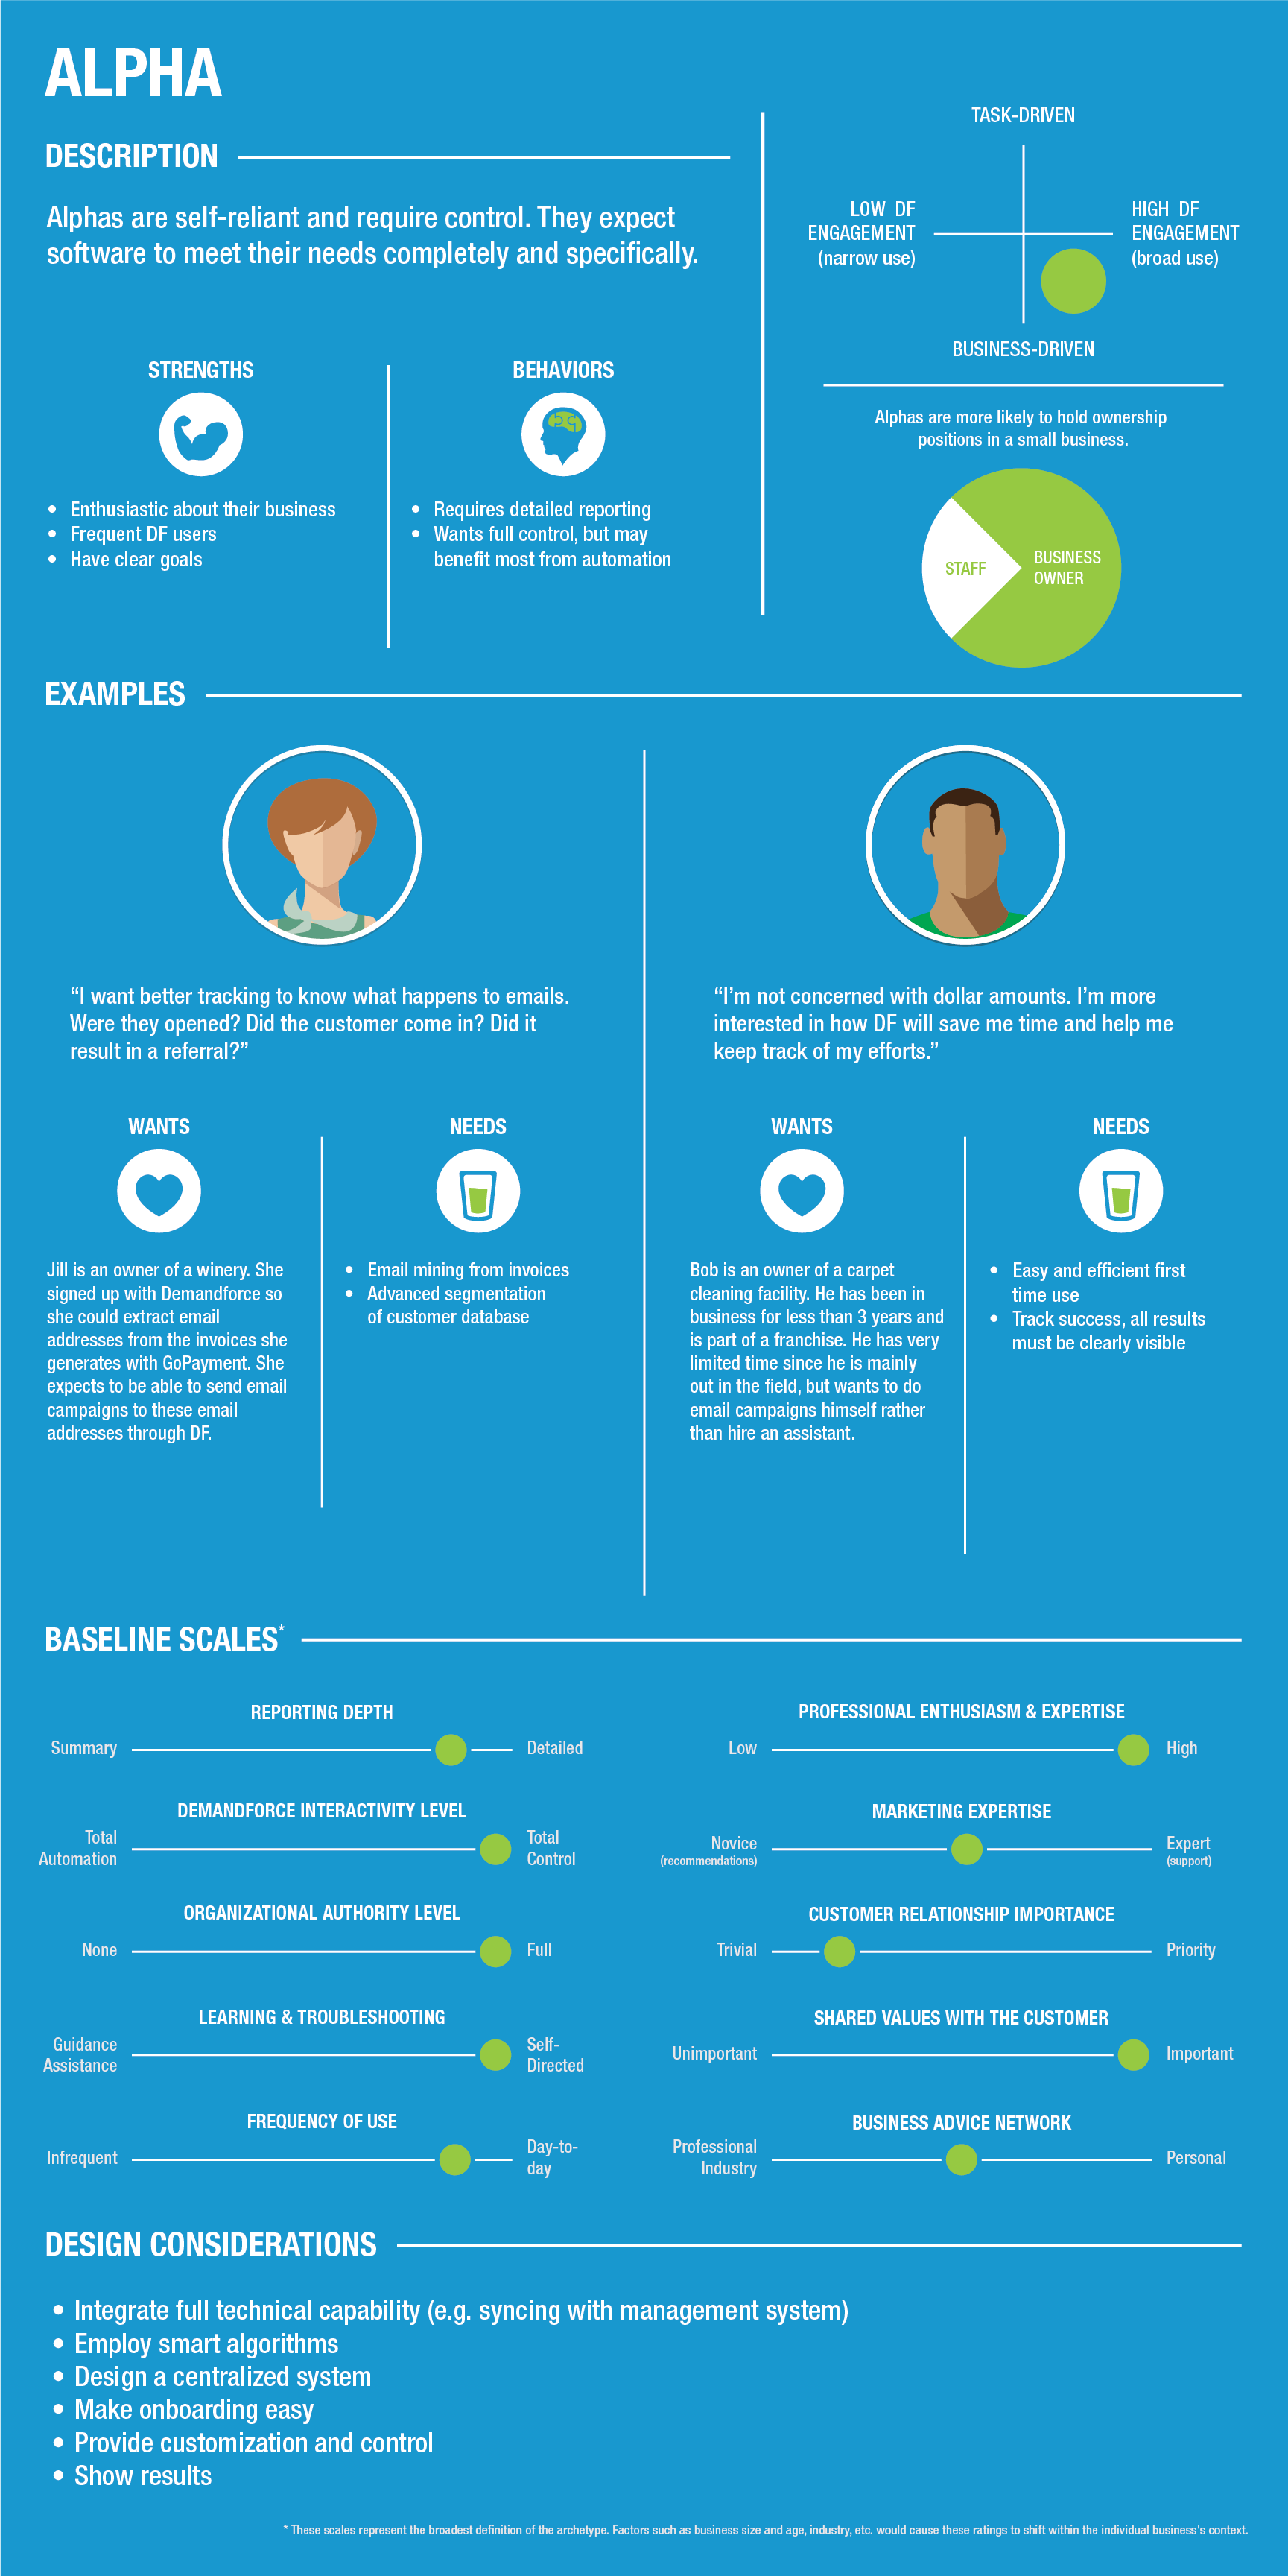 ALPHA
DESCRIPTION
Alphas are self-reliant and require control. They expect
software to meet their needs completely and specifically.
STRENGTHS
• Enthusiastic about their business
• Frequent DF users
• Have clear goals
BEHAVIORS
• Requires detailed reporting
• Wants full control, but may
benefit most from automation
TASK-DRIVEN
LOW DF
ENGAGEMENT
(narrow use)
HIGH DF
ENGAGEMENT
(broad use)
BUSINESS-DRIVEN
Alphas are more likely to hold ownership
positions in a small business.
STAFF
BUSINESS
OWNER
EXAMPLES
“I want better tracking to know what happens to emails.
Were they opened? Did the customer come in? Did it
result in a referral?”
WANTS
Jill is an owner of a winery. She
signed up with Demandforce so
she could extract email
addresses from the invoices she
generates with GoPayment. She
expects to be able to send email
campaigns to these email
addresses through DF.
NEEDS
• Email mining from invoices
• Advanced segmentation
of customer database
“I’m not concerned with dollar amounts. I’m more
interested in how DF will save me time and help me
keep track of my efforts.”
WANTS
Bob is an owner of a carpet
cleaning facility. He has been in
business for less than 3 years and
is part of a franchise. He has very
limited time since he is mainly
out in the field, but wants to do
email campaigns himself rather
than hire an assistant.
NEEDS
• Easy and efficient first
time use
• Track success, all results
must be clearly visible
BASELINE SCALES*
REPORTING DEPTH
Summary
Detailed
DEMANDFORCE INTERACTIVITY LEVEL
Total
Automation
Total
Control
ORGANIZATIONAL AUTHORITY LEVEL
None
Full
LEARNING & TROUBLESHOOTING
Guidance
Assistance
Self-
Directed
FREQUENCY OF USE
Infrequent
Day-to-
day
PROFESSIONAL ENTHUSIASM & EXPERTISE
Low
High
MARKETING EXPERTISE
Novice
(recommendations)
Expert
(support)
CUSTOMER RELATIONSHIP IMPORTANCE
Trivial
Priority
SHARED VALUES WITH THE CUSTOMER
Unimportant
Important
BUSINESS ADVICE NETWORK
Professional
Industry
Personal
DESIGN CONSIDERATIONS
• Integrate full technical capability (e.g. syncing with management system)
• Employ smart algorithms
• Design a centralized system
• Make onboarding easy
• Provide customization and control
• Show results
* These scales represent the broadest definition of the archetype. Factors such as business size and age, industry, etc. would cause these ratings to shift within the individual business's context.